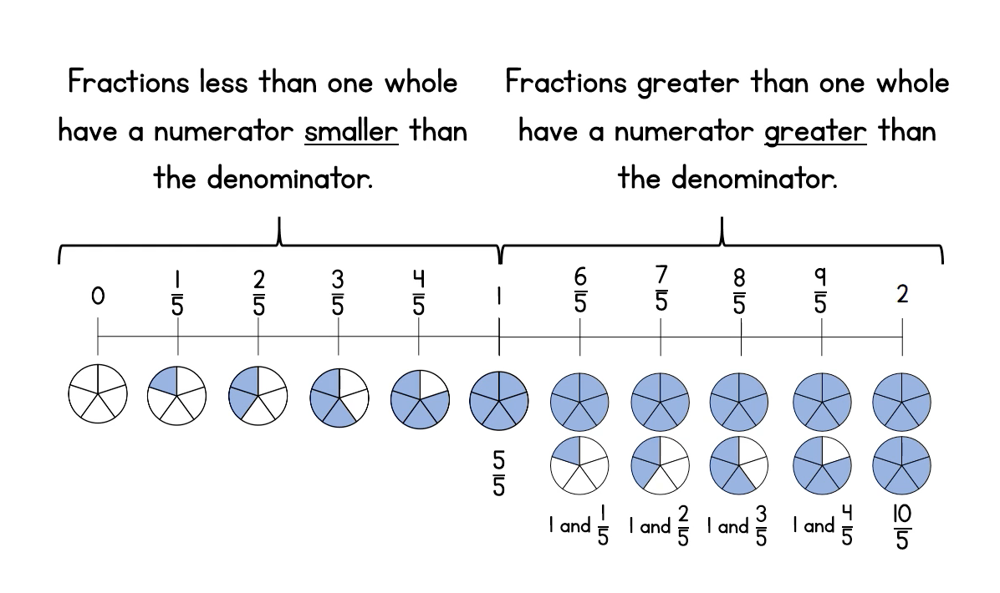 Fractions less than one whole
have a numerator smaller than
the denominator.
Fractions greater than one whole
have a numerator greater than
the denominator.
0 1/5 2/5 3/5 4/5 1 6/5 7/5 8/5 9/5 2
5/5
1 and 1/5 1 and 2/5 1 and 3/5 1 and 4/5 10/5